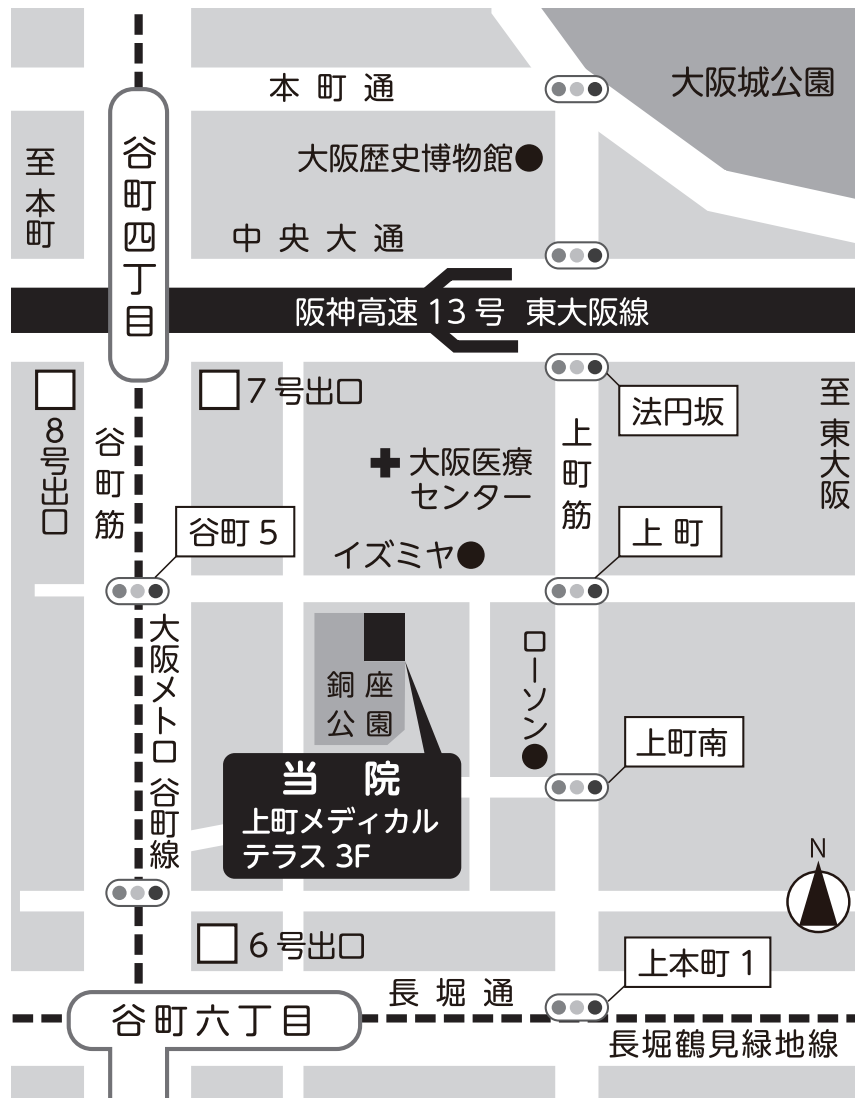 本町通
大阪城公園
谷町四丁目
至 本町
大阪歴史博物館
中央大通
阪神高速 13 号 東大阪線
8号出口
7 号出口
法円坂
至 東大阪
谷町筋
大阪医療
センター
上町筋
谷町 5
上 町
イズミヤ
大阪メトロ 谷町線
銅座
公園
ローソン
上町南
当 院
上町メディカル
テラス 3F
N
6 号出口
上本町 1
長堀通
谷町六丁目
長堀鶴見緑地線